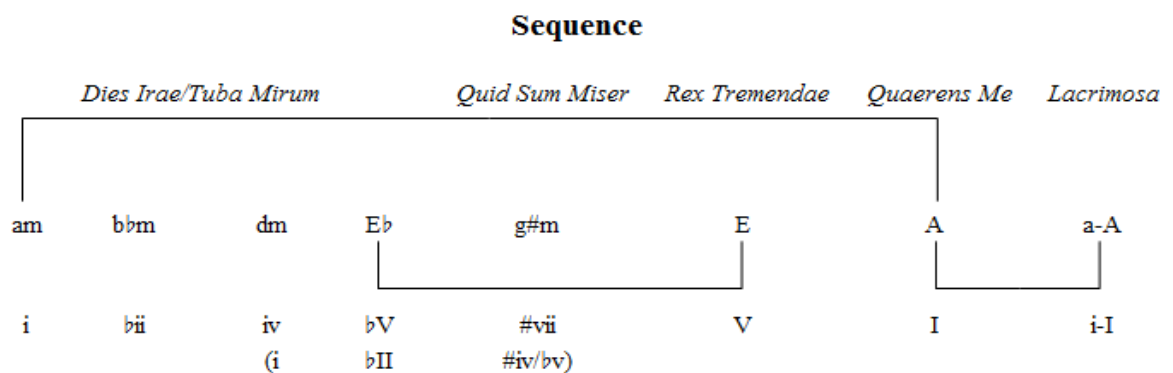 Sequence
Dies Irae/Tuba Mirum Quid Sum Miser Rex Tremendae Quaerens Me Lacrimosa
am b♭m dm E♭ g#m E A a-A
i ♭ii iv ♭V #vii V I i-I
(i ♭II #iv/♭v)